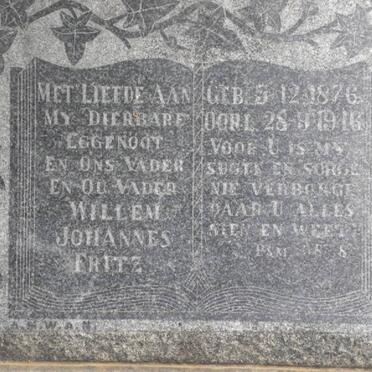 MET LIEFDE AAN
MY DIERBARE
EGGENOOT
EN ONS VADER
EN OU VADER
WILLEM
JOHANNES
FRITZ
GEB. 5-12-1876
OORL. 28-9-1946
VOOR U IS MY
SUGTE EN SORGE
NIE VERBORGE
DAAR U ALLES
SIEN EN WEET